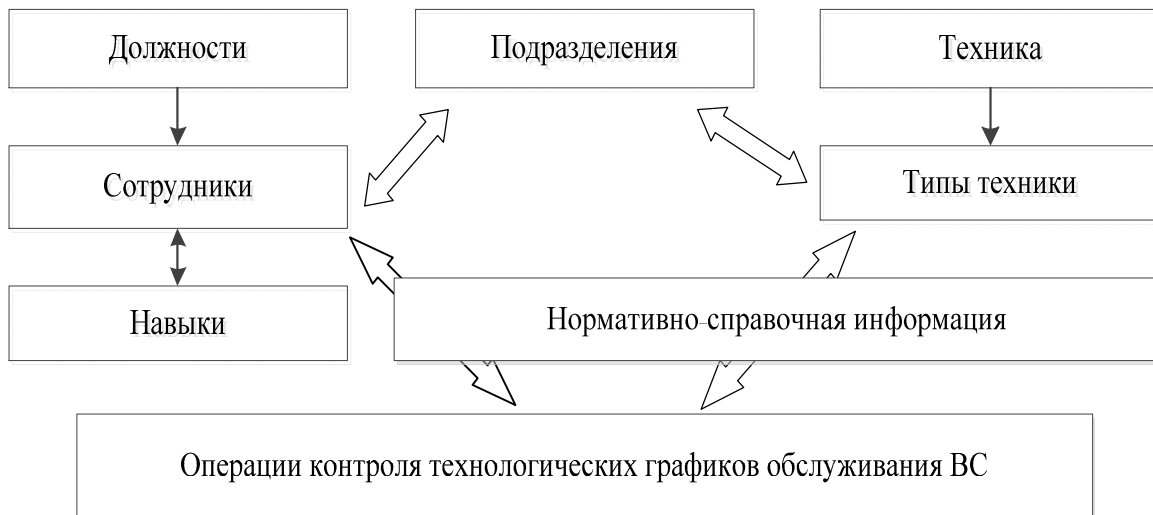 Должности
Подразделения
Техника
Сотрудники
Типы техники
Навыки
Нормативно-справочная информация
Операции контроля технологических графиков обслуживания ВС